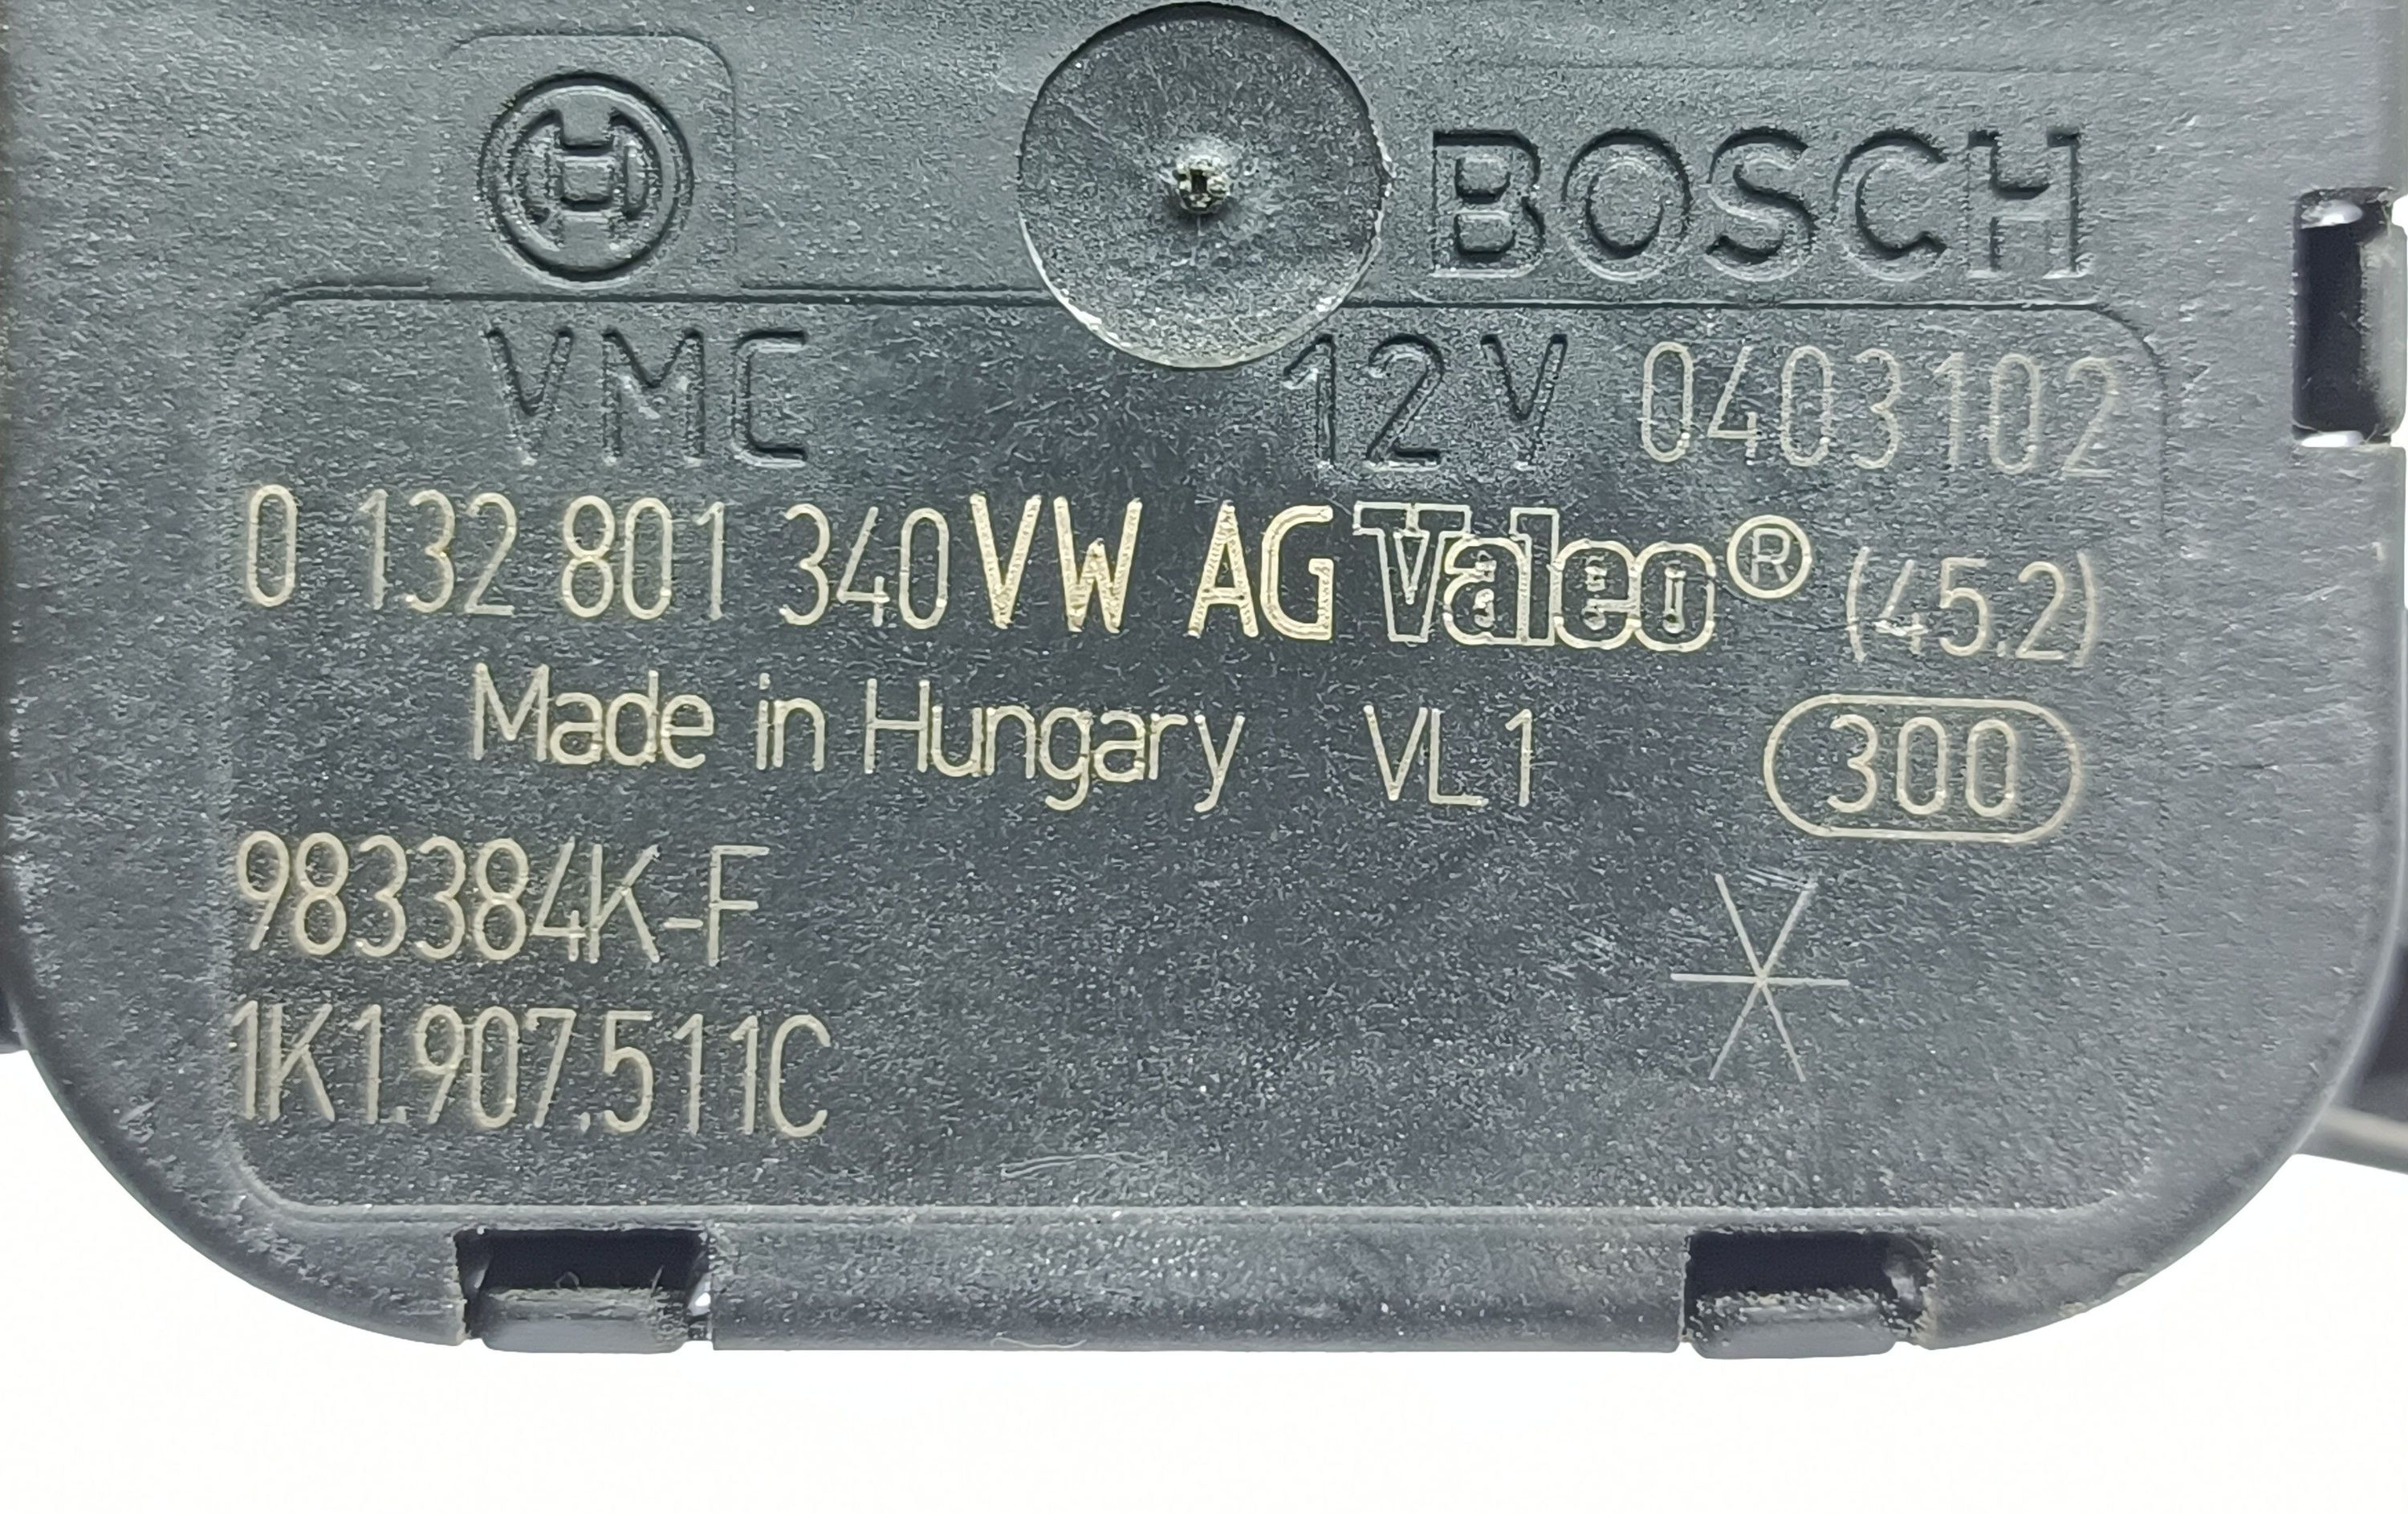 BOSCH
VMC 12V 0403102
0 132 801 340 VW AG Valeo® (45.2)
Made in Hungary VL1 300
983384K-F
1K1.907.511C